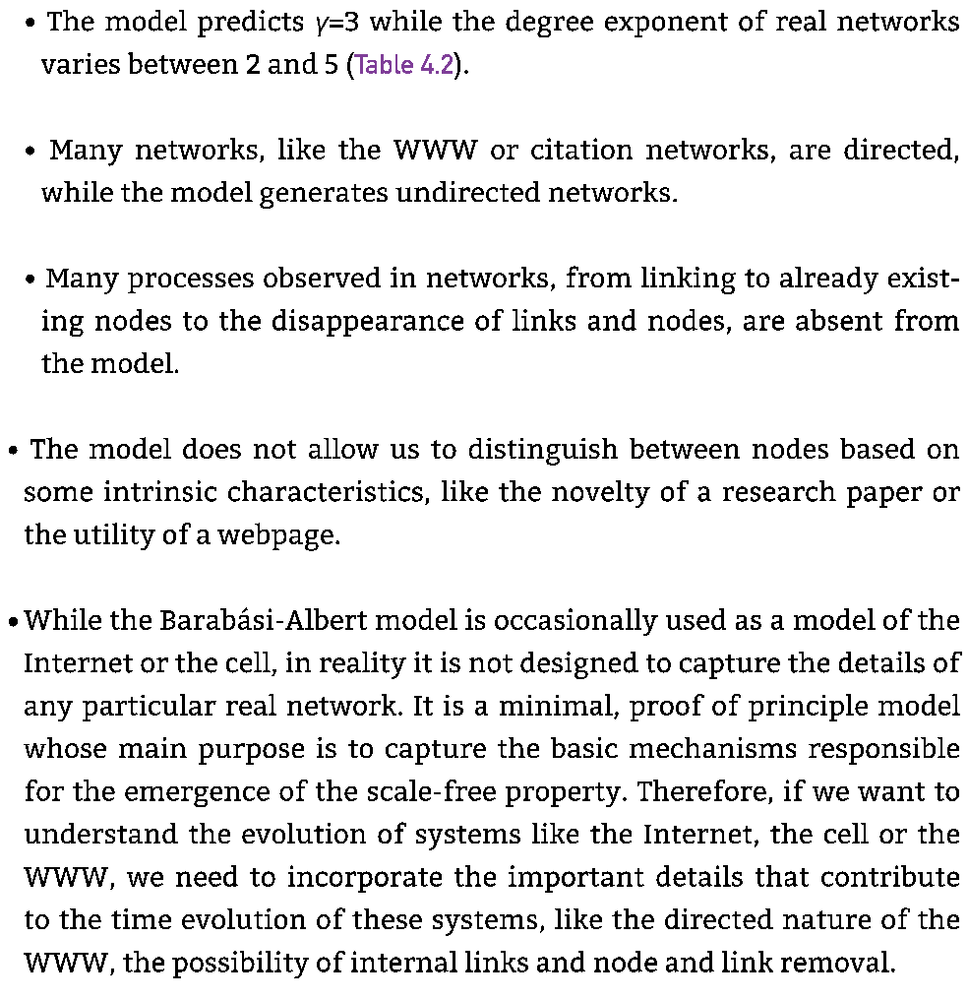 • The model predicts γ=3 while the degree exponent of real networks
varies between 2 and 5 (Table 4.2).
• Many networks, like the WWW or citation networks, are directed,
while the model generates undirected networks.
• Many processes observed in networks, from linking to already exist-
ing nodes to the disappearance of links and nodes, are absent from
the model.
• The model does not allow us to distinguish between nodes based on
some intrinsic characteristics, like the novelty of a research paper or
the utility of a webpage.
• While the Barabási-Albert model is occasionally used as a model of the
Internet or the cell, in reality it is not designed to capture the details of
any particular real network. It is a minimal, proof of principle model
whose main purpose is to capture the basic mechanisms responsible
for the emergence of the scale-free property. Therefore, if we want to
understand the evolution of systems like the Internet, the cell or the
WWW, we need to incorporate the important details that contribute
to the time evolution of these systems, like the directed nature of the
WWW, the possibility of internal links and node and link removal.